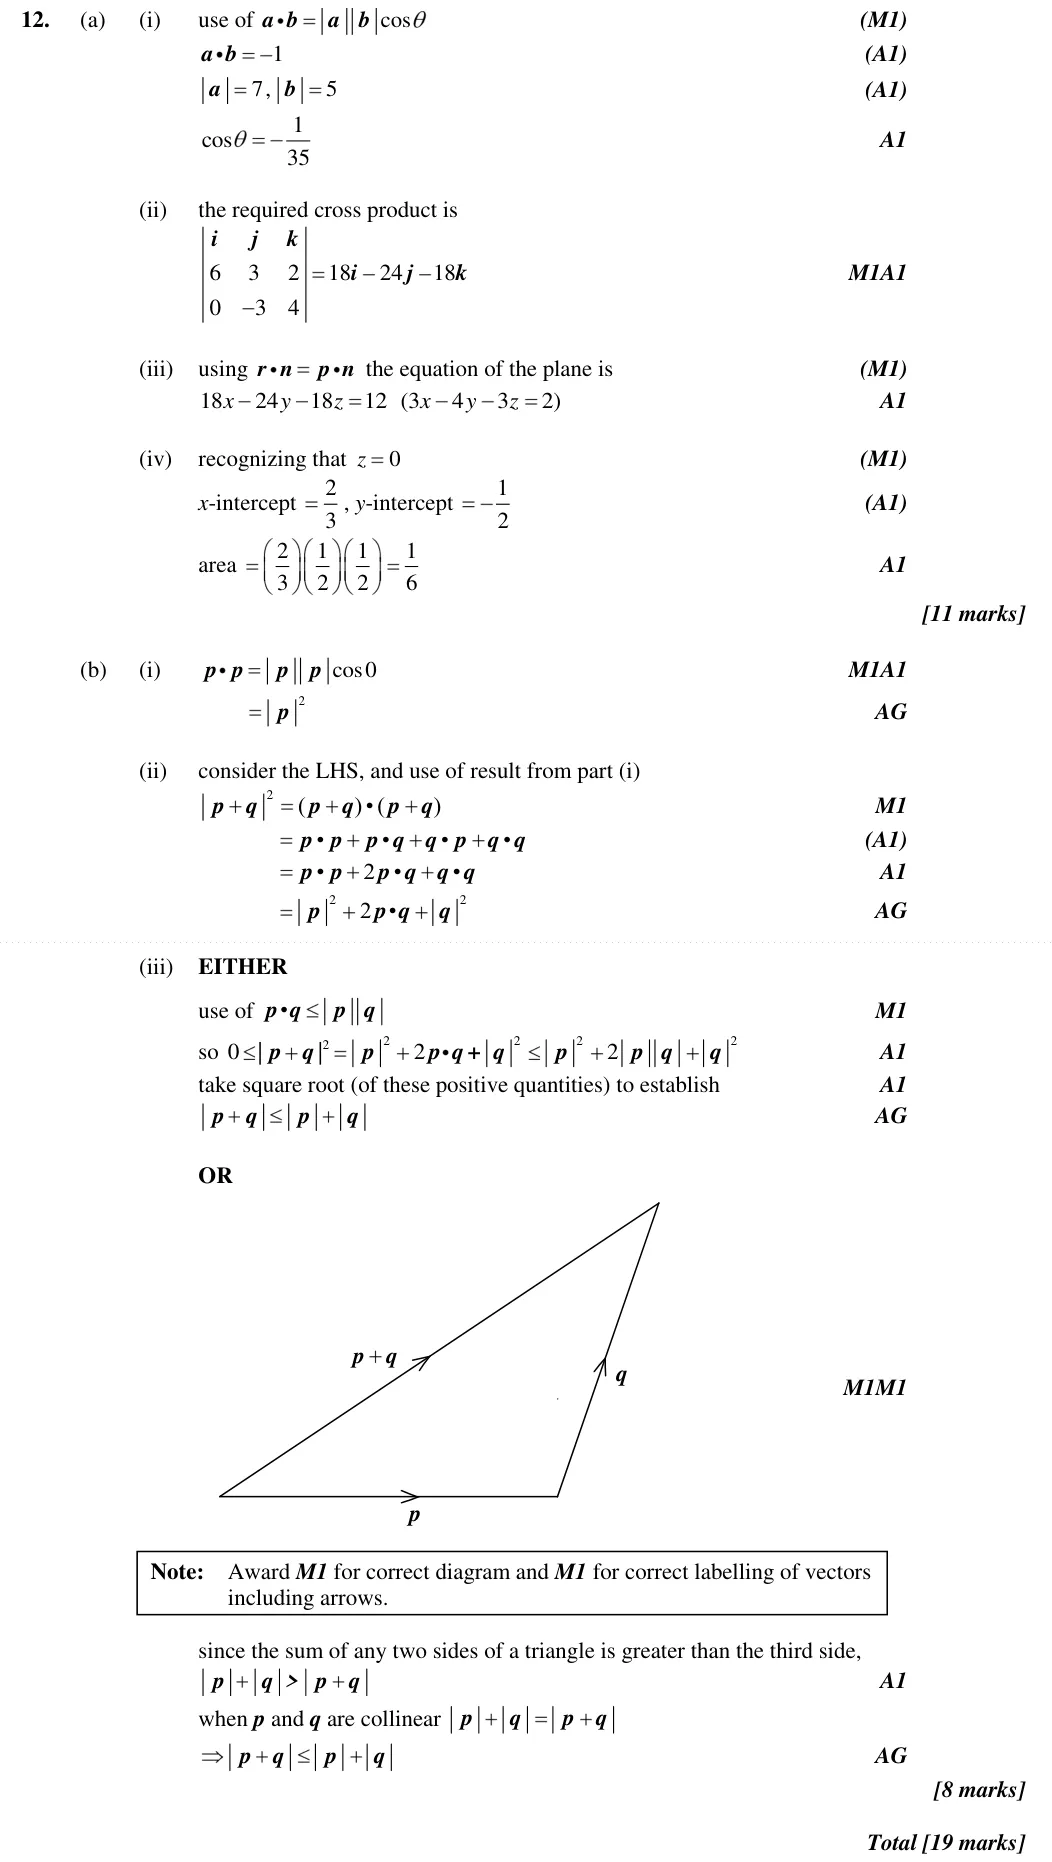 12. (a) (i) use of a•b = |a||b|cosθ (M1)
a•b = –1 (A1)
|a| = 7, |b| = 5 (A1)
cosθ = – 1/35 A1
(ii) the required cross product is
|i j k|
|6 3 2| = 18i – 24j – 18k M1A1
|0 –3 4|
(iii) using r•n = p•n the equation of the plane is (M1)
18x – 24y – 18z = 12 (3x – 4y – 3z = 2) A1
(iv) recognizing that z = 0 (M1)
x-intercept = 2/3, y-intercept = – 1/2 (A1)
area = (2/3)(1/2)(1/2) = 1/6 A1
[11 marks]
(b) (i) p•p = |p||p|cos0 M1A1
= |p|² AG
(ii) consider the LHS, and use of result from part (i)
|p + q|² = (p + q)•(p + q) M1
= p•p + p•q + q•p + q•q (A1)
= p•p + 2p•q + q•q A1
= |p|² + 2p•q + |q|² AG
(iii) EITHER
use of p•q ≤ |p||q| M1
so 0 ≤ |p + q|² = |p|² + 2p•q + |q|² ≤ |p|² + 2|p||q| + |q|² A1
take square root (of these positive quantities) to establish A1
|p + q| ≤ |p| + |q| AG
OR
p + q
q
M1M1
p
Note: Award M1 for correct diagram and M1 for correct labelling of vectors
including arrows.
since the sum of any two sides of a triangle is greater than the third side,
|p| + |q| > |p + q| A1
when p and q are collinear |p| + |q| = |p + q|
⇒ |p + q| ≤ |p| + |q| AG
[8 marks]
Total [19 marks]